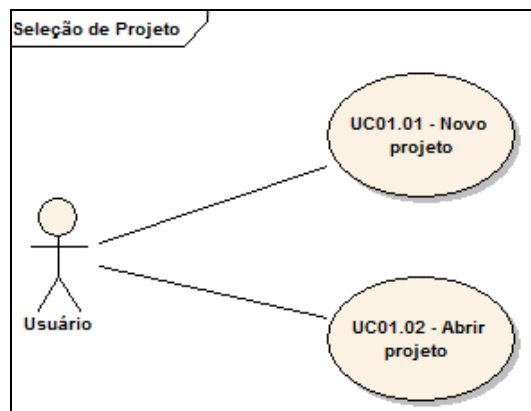 Seleção de Projeto
UC01.01 - Novo
projeto
Usuário
UC01.02 - Abrir
projeto